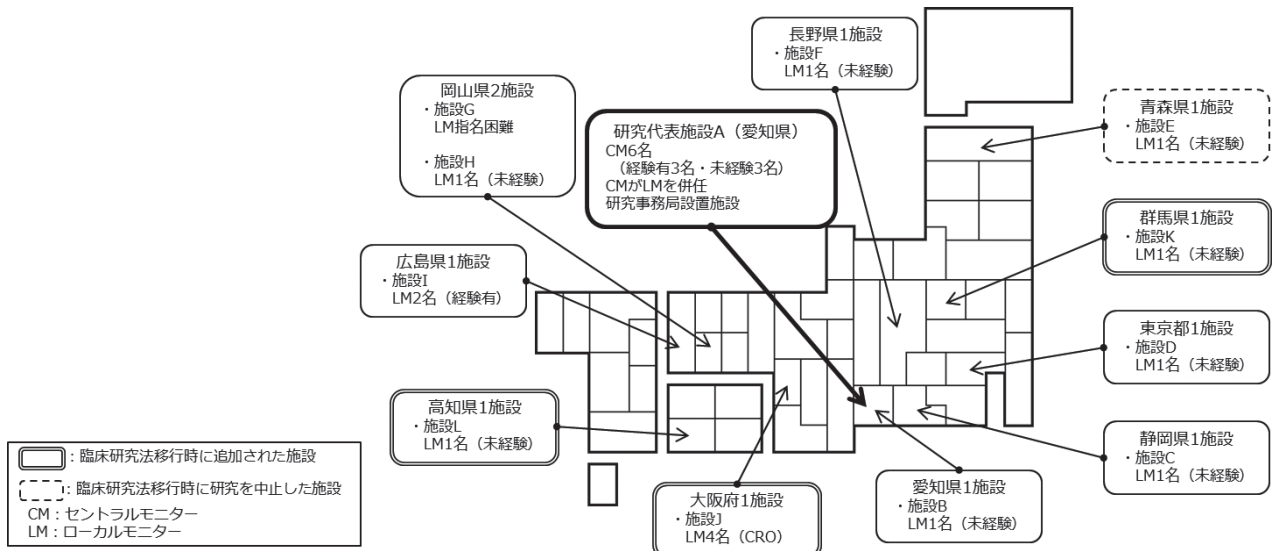 長野県1施設
・施設F
LM1名（未経験）
岡山県2施設
・施設G
LM指名困難
・施設H
LM1名（未経験）
研究代表施設A（愛知県）
CM6名
（経験有3名・未経験3名）
CMがLMを併任
研究事務局設置施設
青森県1施設
・施設E
LM1名（未経験）
群馬県1施設
・施設K
LM1名（未経験）
広島県1施設
・施設I
LM2名（経験有）
東京都1施設
・施設D
LM1名（未経験）
高知県1施設
・施設L
LM1名（未経験）
静岡県1施設
・施設C
LM1名（未経験）
大阪府1施設
・施設J
LM4名（CRO）
愛知県1施設
・施設B
LM1名（未経験）
：臨床研究法移行時に追加された施設
：臨床研究法移行時に研究を中止した施設
CM：セントラルモニター
LM：ローカルモニター